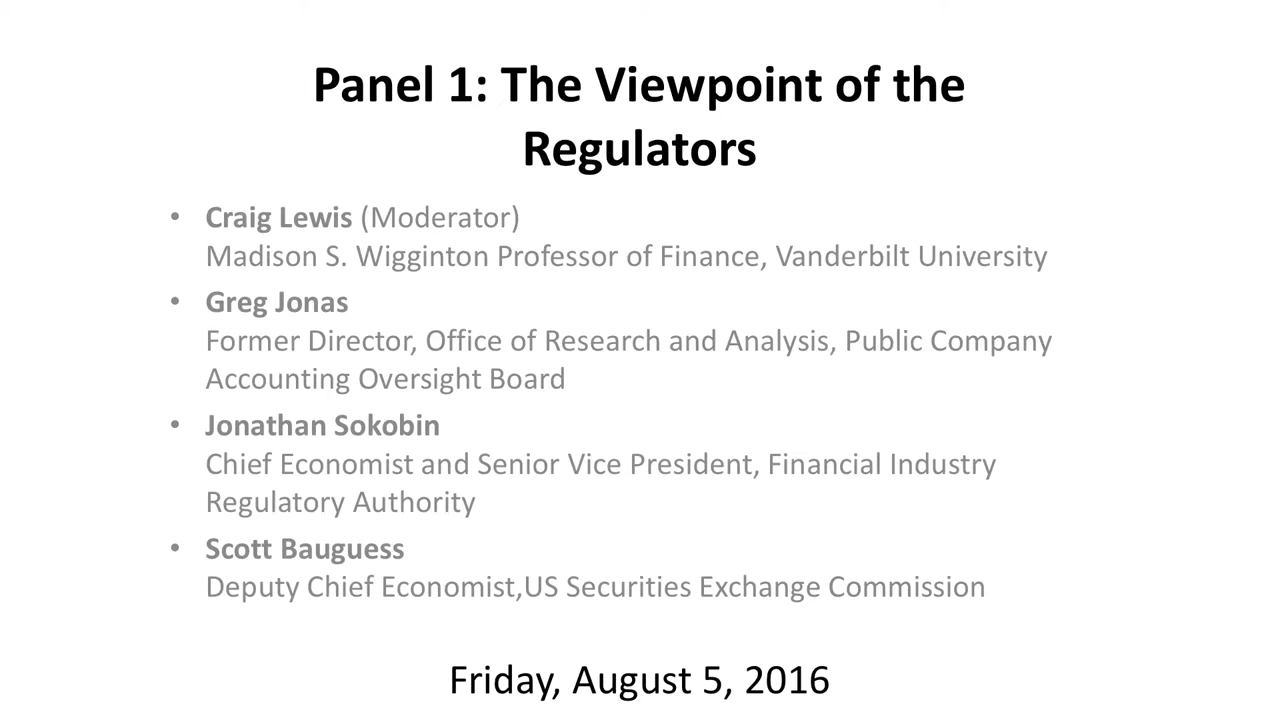 Panel 1: The Viewpoint of the
Regulators
• Craig Lewis (Moderator)
Madison S. Wigginton Professor of Finance, Vanderbilt University
• Greg Jonas
Former Director, Office of Research and Analysis, Public Company
Accounting Oversight Board
• Jonathan Sokobin
Chief Economist and Senior Vice President, Financial Industry
Regulatory Authority
• Scott Bauguess
Deputy Chief Economist,US Securities Exchange Commission
Friday, August 5, 2016